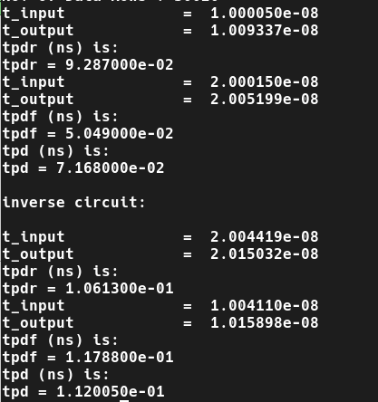 t_input             =  1.000050e-08
t_output            =  1.009337e-08
tpdr (ns) is:
tpdr = 9.287000e-02
t_input             =  2.000150e-08
t_output            =  2.005199e-08
tpdf (ns) is:
tpdf = 5.049000e-02
tpd (ns) is:
tpd = 7.168000e-02
inverse circuit:
t_input             =  2.004419e-08
t_output            =  2.015032e-08
tpdr (ns) is:
tpdr = 1.061300e-01
t_input             =  1.004110e-08
t_output            =  1.015898e-08
tpdf (ns) is:
tpdf = 1.178800e-01
tpd (ns) is:
tpd = 1.120050e-01